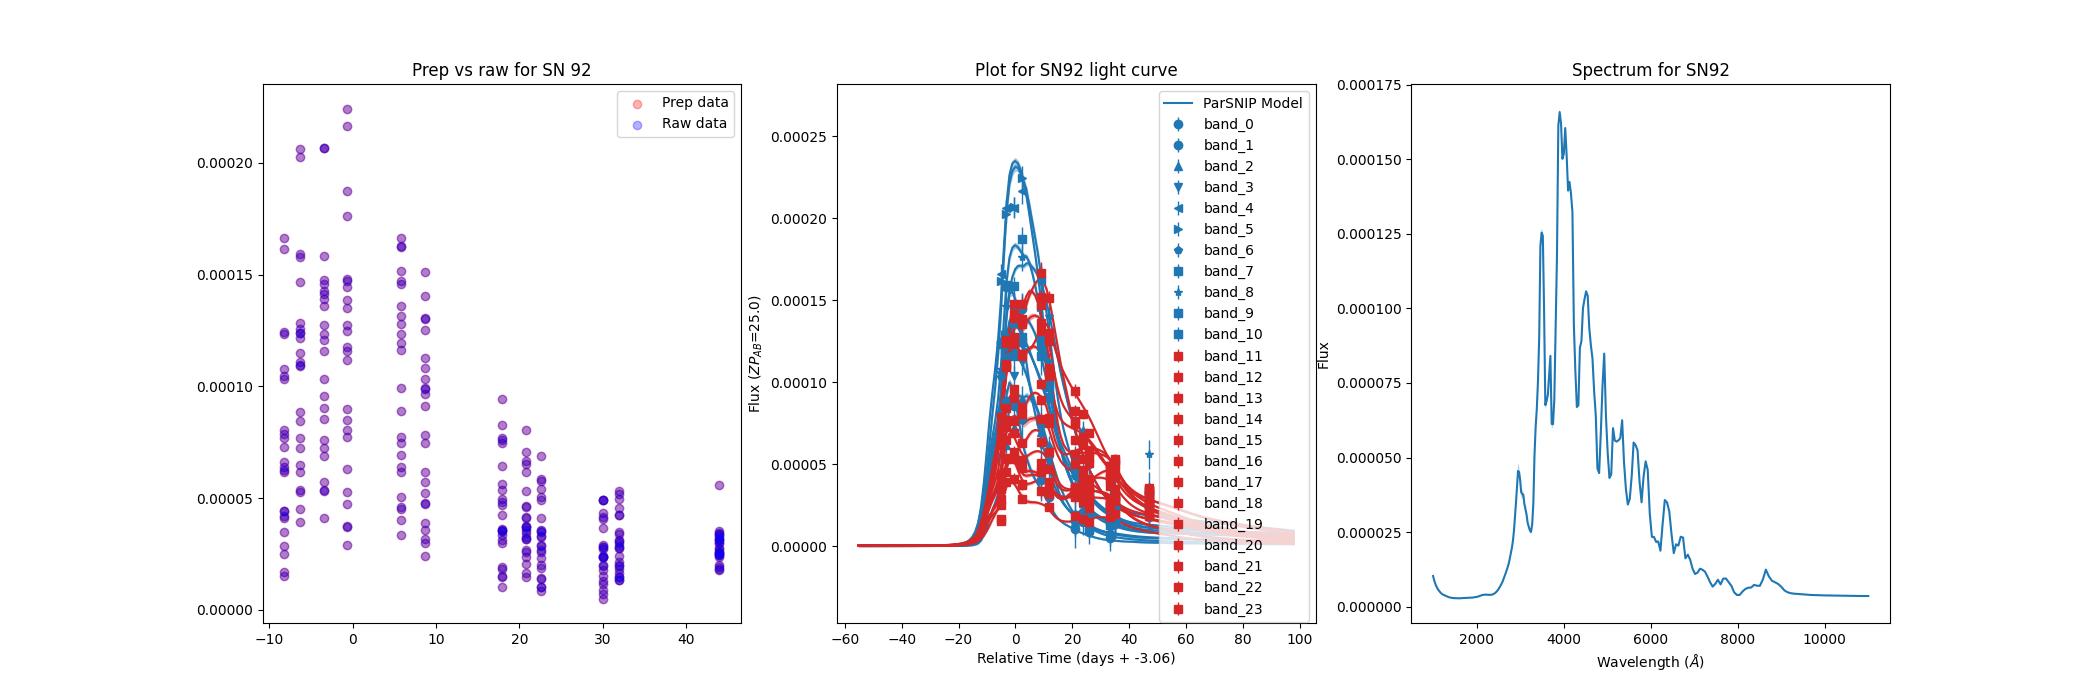 Prep vs raw for SN 92
Prep data
Raw data
0.00020
0.00015
0.00010
0.00005
0.00000
−10
0
10
20
30
40
Plot for SN92 light curve
Flux (ZP_AB=25.0)
0.00025
0.00020
0.00015
0.00010
0.00005
0.00000
ParSNIP Model
band_0
band_1
band_2
band_3
band_4
band_5
band_6
band_7
band_8
band_9
band_10
band_11
band_12
band_13
band_14
band_15
band_16
band_17
band_18
band_19
band_20
band_21
band_22
band_23
−60
−40
−20
0
20
40
60
80
100
Relative Time (days + -3.06)
Spectrum for SN92
Flux
0.000175
0.000150
0.000125
0.000100
0.000075
0.000050
0.000025
0.000000
2000
4000
6000
8000
10000
Wavelength (Å)